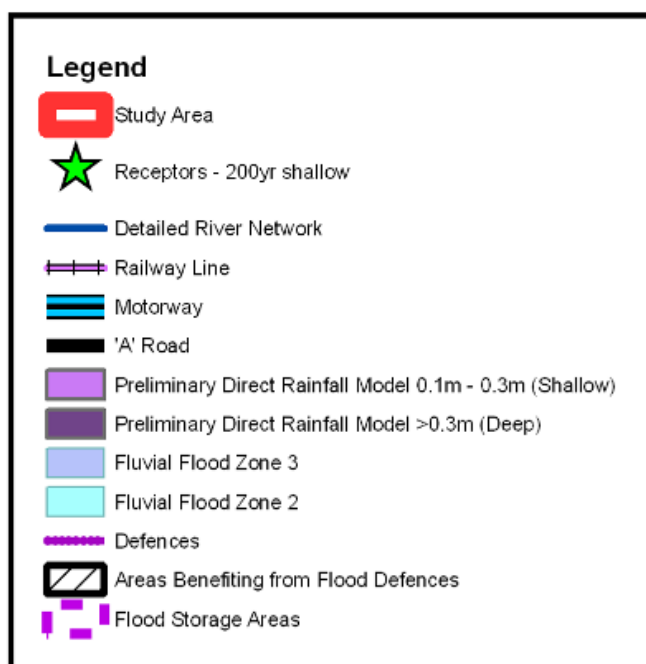 Legend
Study Area
Receptors - 200yr shallow
Detailed River Network
Railway Line
Motorway
'A' Road
Preliminary Direct Rainfall Model 0.1m - 0.3m (Shallow)
Preliminary Direct Rainfall Model >0.3m (Deep)
Fluvial Flood Zone 3
Fluvial Flood Zone 2
Defences
Areas Benefiting from Flood Defences
Flood Storage Areas